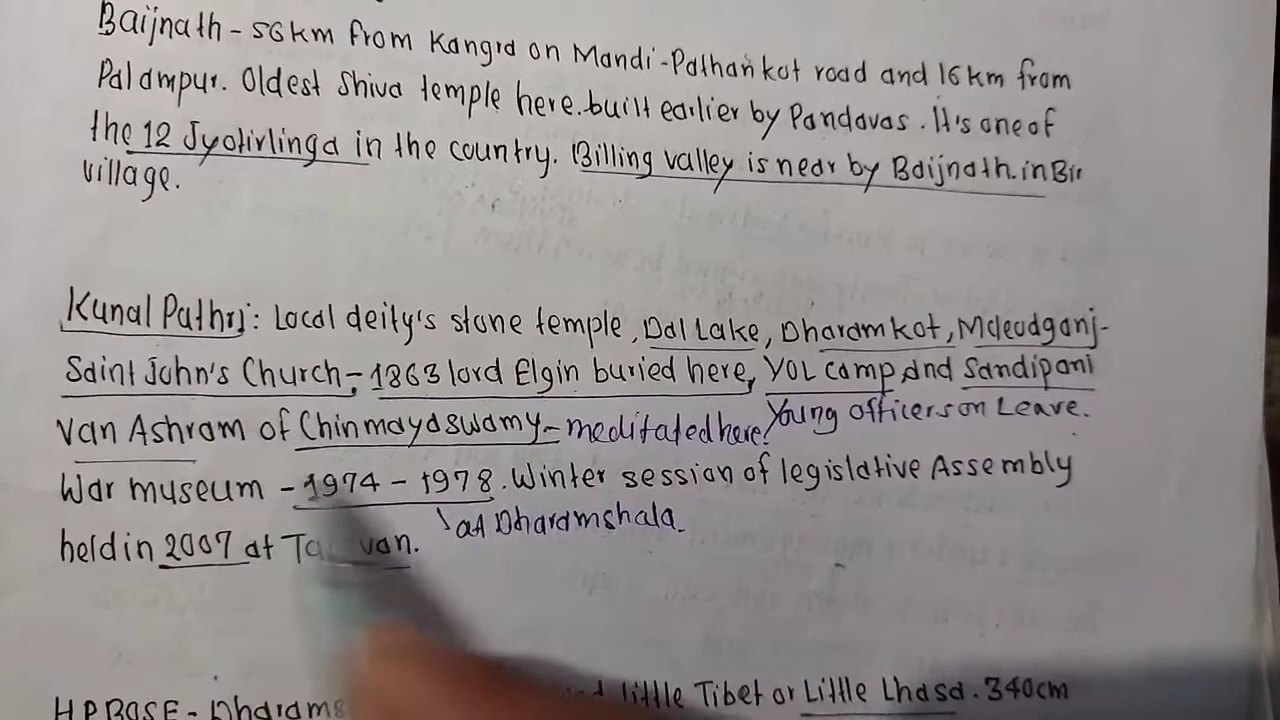 Baijnath - 56km from Kangra on Mandi-Pathankot road and 16km from
Palampur. Oldest Shiva temple here. built earlier by Pandavas. It's one of
the 12 Jyotirlinga in the country. Billing valley is near by Baijnath. in Bir
village.
Kunal Pathrj: Local deity's stone temple, Dal Lake, Dharamkot, Mcleodganj-
Saint John's Church - 1863 lord Elgin buried here, YOL camp and Sandipani
Young officers on Leave.
Van Ashram of Chinmayaswamy - meditated here.
War museum - 1974 - 1978. Winter session of legislative Assembly
at Dharamshala
held in 2007 at van.
HPBOSE - Dharams little Tibet or Little Lhasa. 340cm